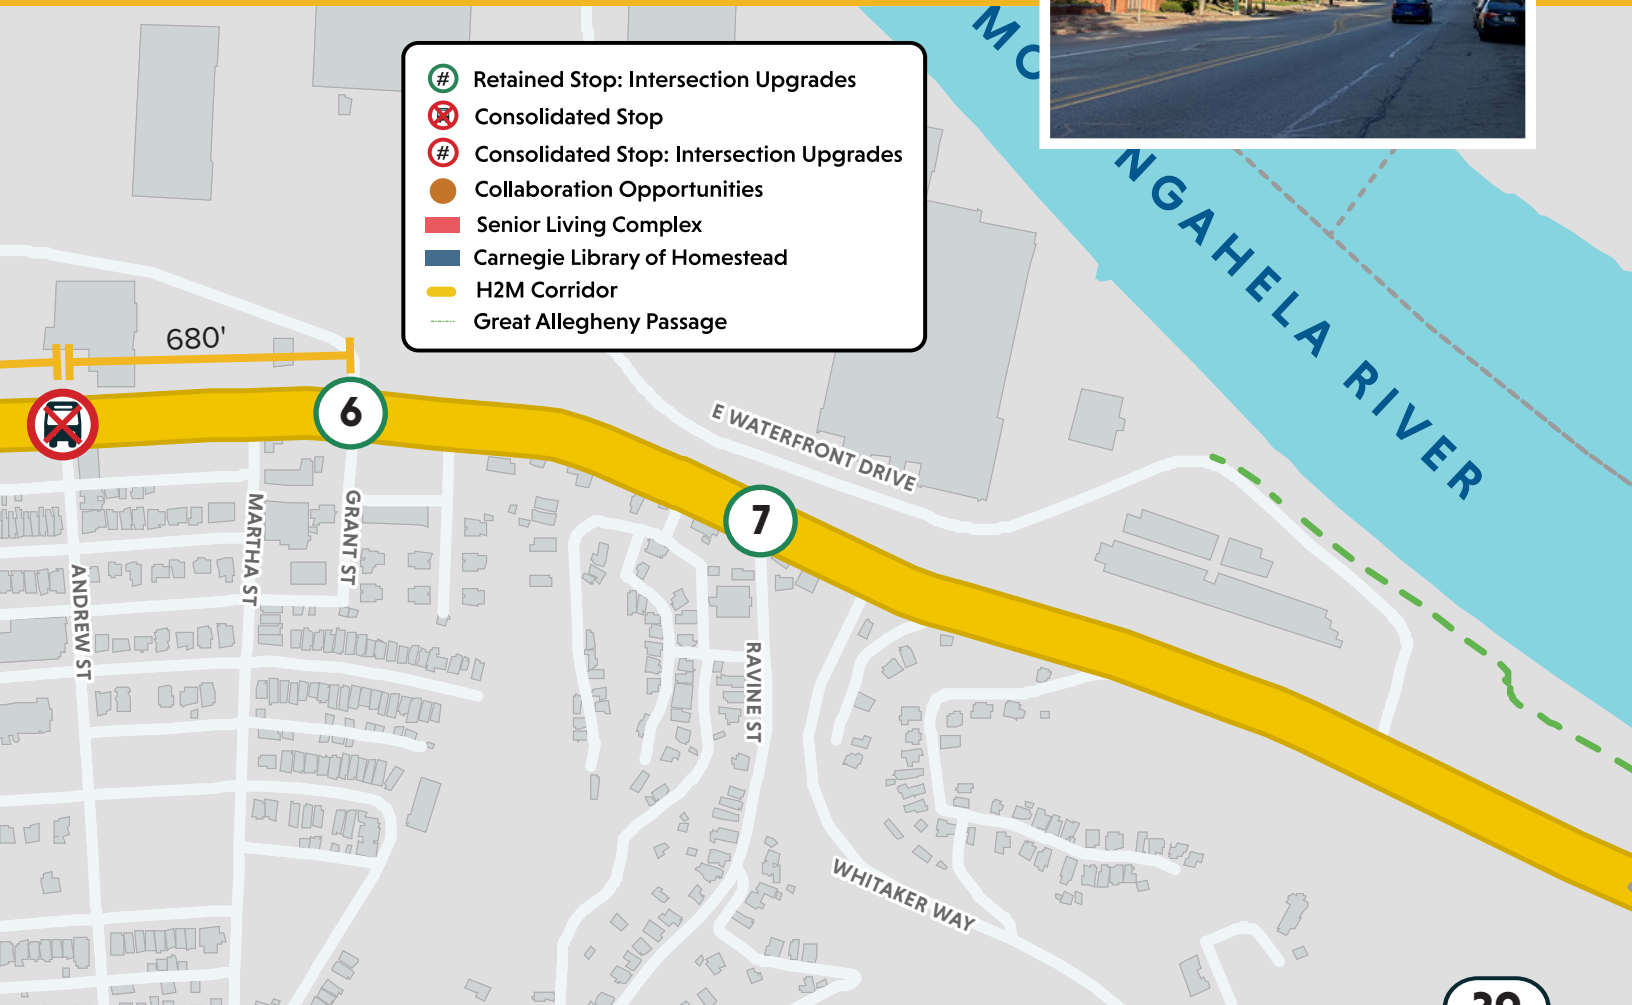 # Retained Stop: Intersection Upgrades
Consolidated Stop
# Consolidated Stop: Intersection Upgrades
Collaboration Opportunities
Senior Living Complex
Carnegie Library of Homestead
H2M Corridor
Great Allegheny Passage
MO
NGAHELA RIVER
680'
6
7
E WATERFRONT DRIVE
MARTHA ST
GRANT ST
ANDREW ST
RAVINE ST
WHITAKER WAY